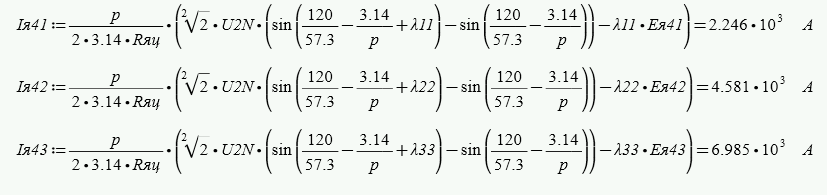 Iя41 := p / (2 • 3.14 • Rяц) • (²√2 • U2N • (sin(120/57.3 − 3.14/p + λ11) − sin(120/57.3 − 3.14/p)) − λ11 • Eя41) = 2.246 • 10³ A
Iя42 := p / (2 • 3.14 • Rяц) • (²√2 • U2N • (sin(120/57.3 − 3.14/p + λ22) − sin(120/57.3 − 3.14/p)) − λ22 • Eя42) = 4.581 • 10³ A
Iя43 := p / (2 • 3.14 • Rяц) • (²√2 • U2N • (sin(120/57.3 − 3.14/p + λ33) − sin(120/57.3 − 3.14/p)) − λ33 • Eя43) = 6.985 • 10³ A